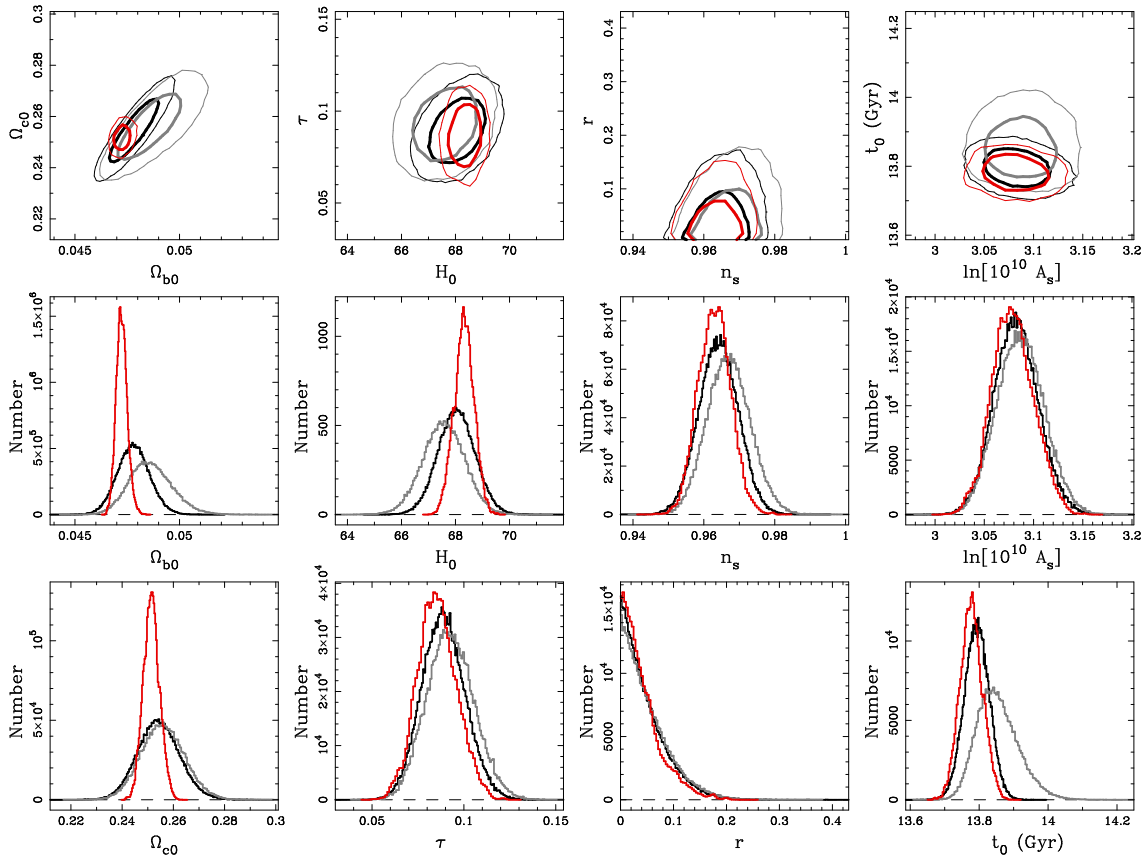 0.22 0.24 0.26 0.28
Ω_c0
0.045 0.05
Ω_b0
0.05 0.1 0.15
τ
64 66 68 70
H_0
0.1 0.2 0.3 0.4
r
0.94 0.96 0.98 1
n_s
13.6 13.8 14 14.2
t_0 (Gyr)
3 3.05 3.1 3.15 3.2
ln[10^10 A_s]
0 5×10^5 10^6 1.5×10^6
Number
0.045 0.05
Ω_b0
0 500 1000
Number
64 66 68 70
H_0
0 2×10^4 4×10^4 6×10^4 8×10^4
Number
0.94 0.96 0.98 1
n_s
0 5000 10^4 1.5×10^4 2×10^4
Number
3 3.05 3.1 3.15 3.2
ln[10^10 A_s]
0 5×10^4 10^5
Number
0.22 0.24 0.26 0.28 0.3
Ω_c0
0 10^4 2×10^4 3×10^4 4×10^4
Number
0.05 0.1 0.15
τ
0 5000 10^4 1.5×10^4
Number
0 0.1 0.2 0.3 0.4
r
0 5000 10^4
Number
13.6 13.8 14 14.2
t_0 (Gyr)